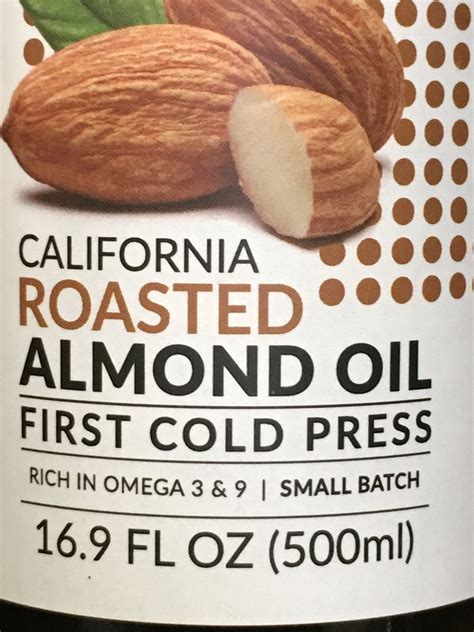 CALIFORNIA
ROASTED
ALMOND OIL
FIRST COLD PRESS
RICH IN OMEGA 3 & 9 | SMALL BATCH
16.9 FL OZ (500ml)